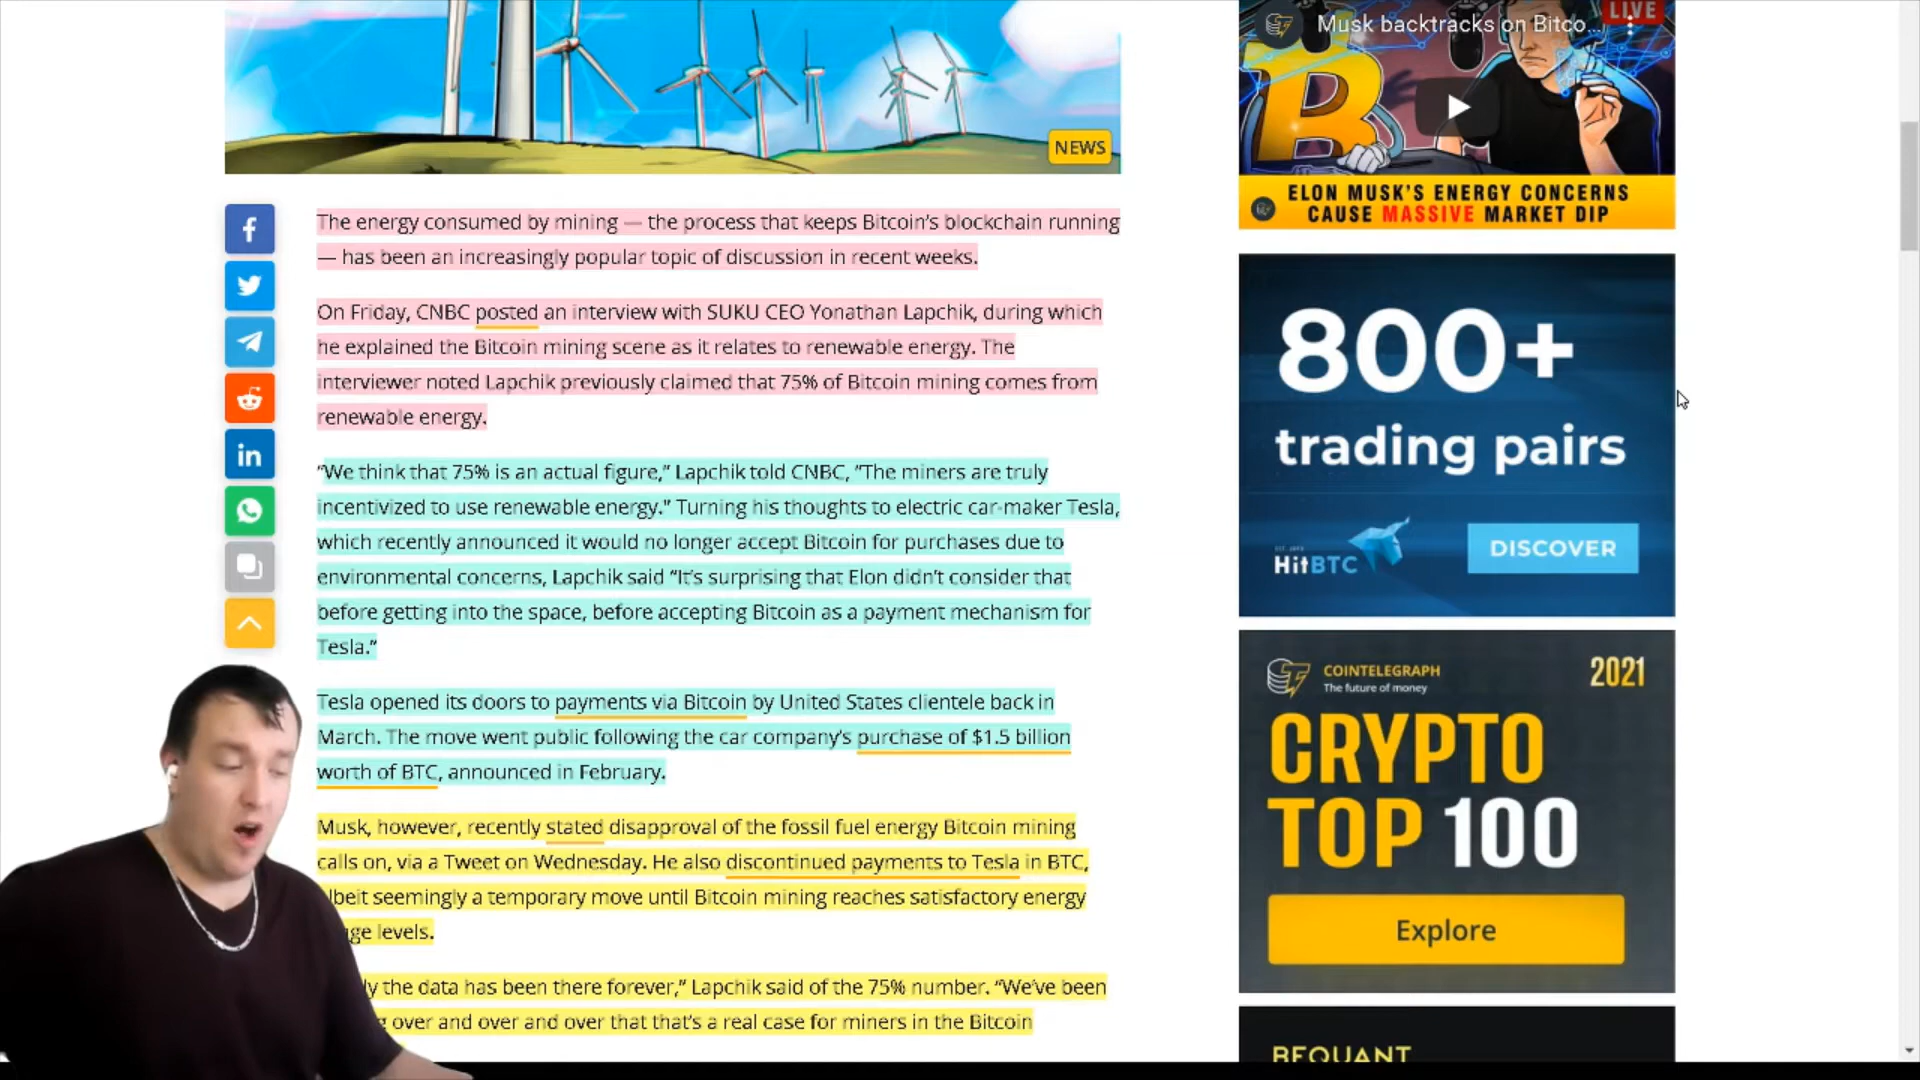 NEWS
The energy consumed by mining — the process that keeps Bitcoin's blockchain running
— has been an increasingly popular topic of discussion in recent weeks.
On Friday, CNBC posted an interview with SUKU CEO Yonathan Lapchik, during which
he explained the Bitcoin mining scene as it relates to renewable energy. The
interviewer noted Lapchik previously claimed that 75% of Bitcoin mining comes from
renewable energy.
“We think that 75% is an actual figure,” Lapchik told CNBC, “The miners are truly
incentivized to use renewable energy.” Turning his thoughts to electric car-maker Tesla,
which recently announced it would no longer accept Bitcoin for purchases due to
environmental concerns, Lapchik said “It's surprising that Elon didn't consider that
before getting into the space, before accepting Bitcoin as a payment mechanism for
Tesla.”
Tesla opened its doors to payments via Bitcoin by United States clientele back in
March. The move went public following the car company's purchase of $1.5 billion
worth of BTC, announced in February.
Musk, however, recently stated disapproval of the fossil fuel energy Bitcoin mining
calls on, via a Tweet on Wednesday. He also discontinued payments to Tesla in BTC,
seemingly a temporary move until Bitcoin mining reaches satisfactory energy
levels.
the data has been there forever,” Lapchik said of the 75% number. “We've been
over and over and over that that's a real case for miners in the Bitcoin
LIVE
Musk backtracks on Bitco...
ELON MUSK'S ENERGY CONCERNS
CAUSE MASSIVE MARKET DIP
800+
trading pairs
HitBTC
DISCOVER
COINTELEGRAPH
The future of money
2021
CRYPTO
TOP 100
Explore
BEQUANT